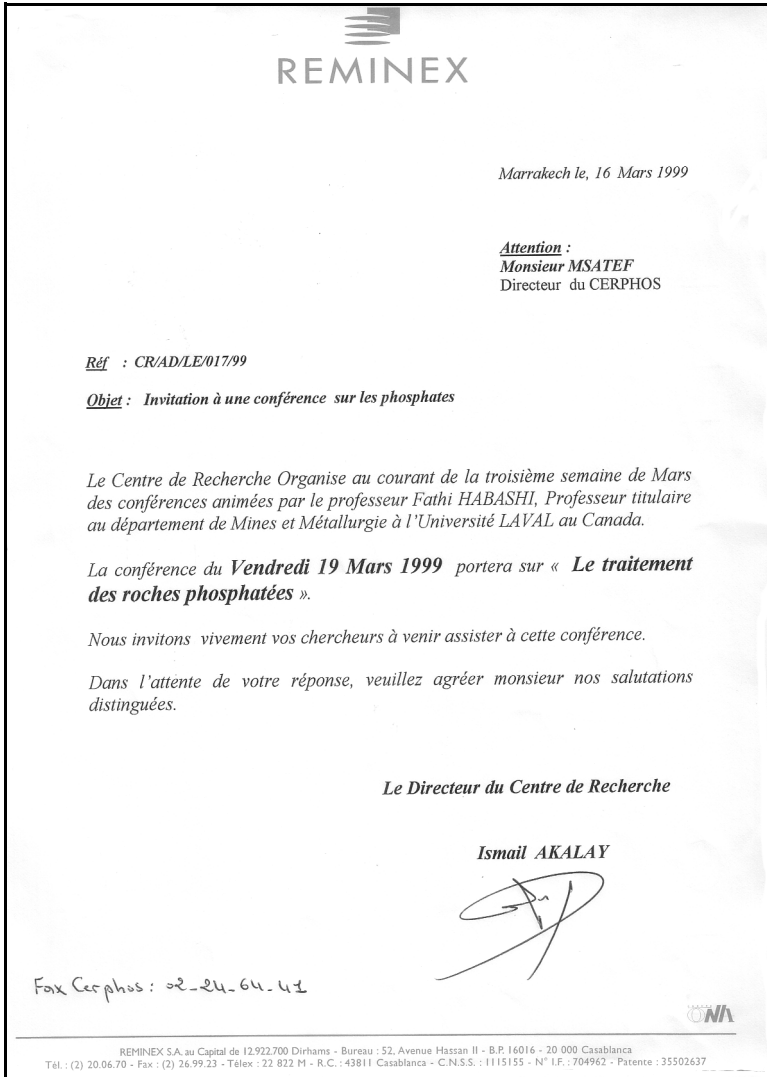 REMINEX
Marrakech le, 16 Mars 1999
Attention :
Monsieur MSATEF
Directeur du CERPHOS
Réf : CR/AD/LE/017/99
Objet : Invitation à une conférence sur les phosphates
Le Centre de Recherche Organise au courant de la troisième semaine de Mars
des conférences animées par le professeur Fathi HABASHI, Professeur titulaire
au département de Mines et Métallurgie à l'Université LAVAL au Canada.
La conférence du Vendredi 19 Mars 1999 portera sur « Le traitement
des roches phosphatées ».
Nous invitons vivement vos chercheurs à venir assister à cette conférence.
Dans l'attente de votre réponse, veuillez agréer monsieur nos salutations
distinguées.
Le Directeur du Centre de Recherche
Ismail AKALAY
Fax Cerphos : 02-24-64-41
ONA
REMINEX S.A. au Capital de 12.922.700 Dirhams - Bureau : 52, Avenue Hassan II - B.P. 16016 - 20 000 Casablanca
Tél. : (2) 20.06.70 - Fax : (2) 26.99.23 - Télex : 22 822 M - R.C. : 43811 Casablanca - C.N.S.S. : 1115155 - N° I.F. : 704962 - Patente : 35502637